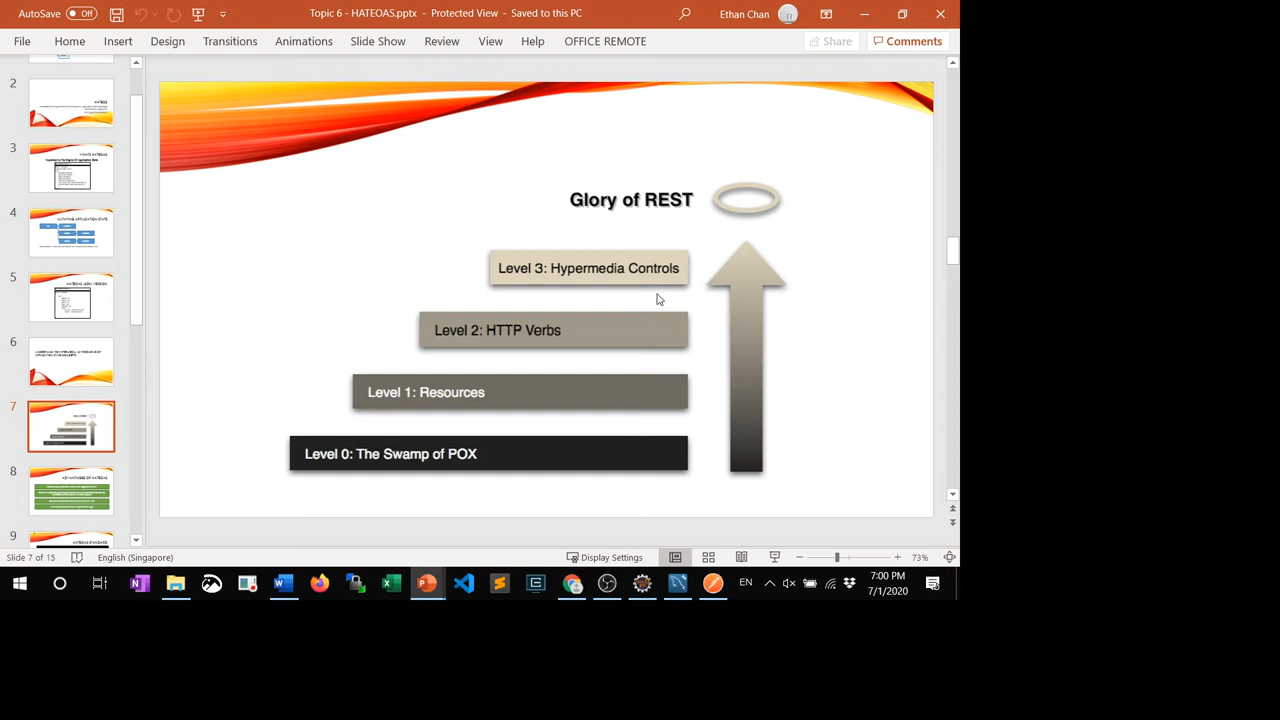 AutoSave Off Topic 6 - HATEOAS.pptx - Protected View - Saved to this PC Ethan Chan
File Home Insert Design Transitions Animations Slide Show Review View Help OFFICE REMOTE Share Comments
2
3
4
5
6
7
8
9
Glory of REST
Level 3: Hypermedia Controls
Level 2: HTTP Verbs
Level 1: Resources
Level 0: The Swamp of POX
Slide 7 of 15 English (Singapore) Display Settings 73%
EN 7:00 PM
7/1/2020